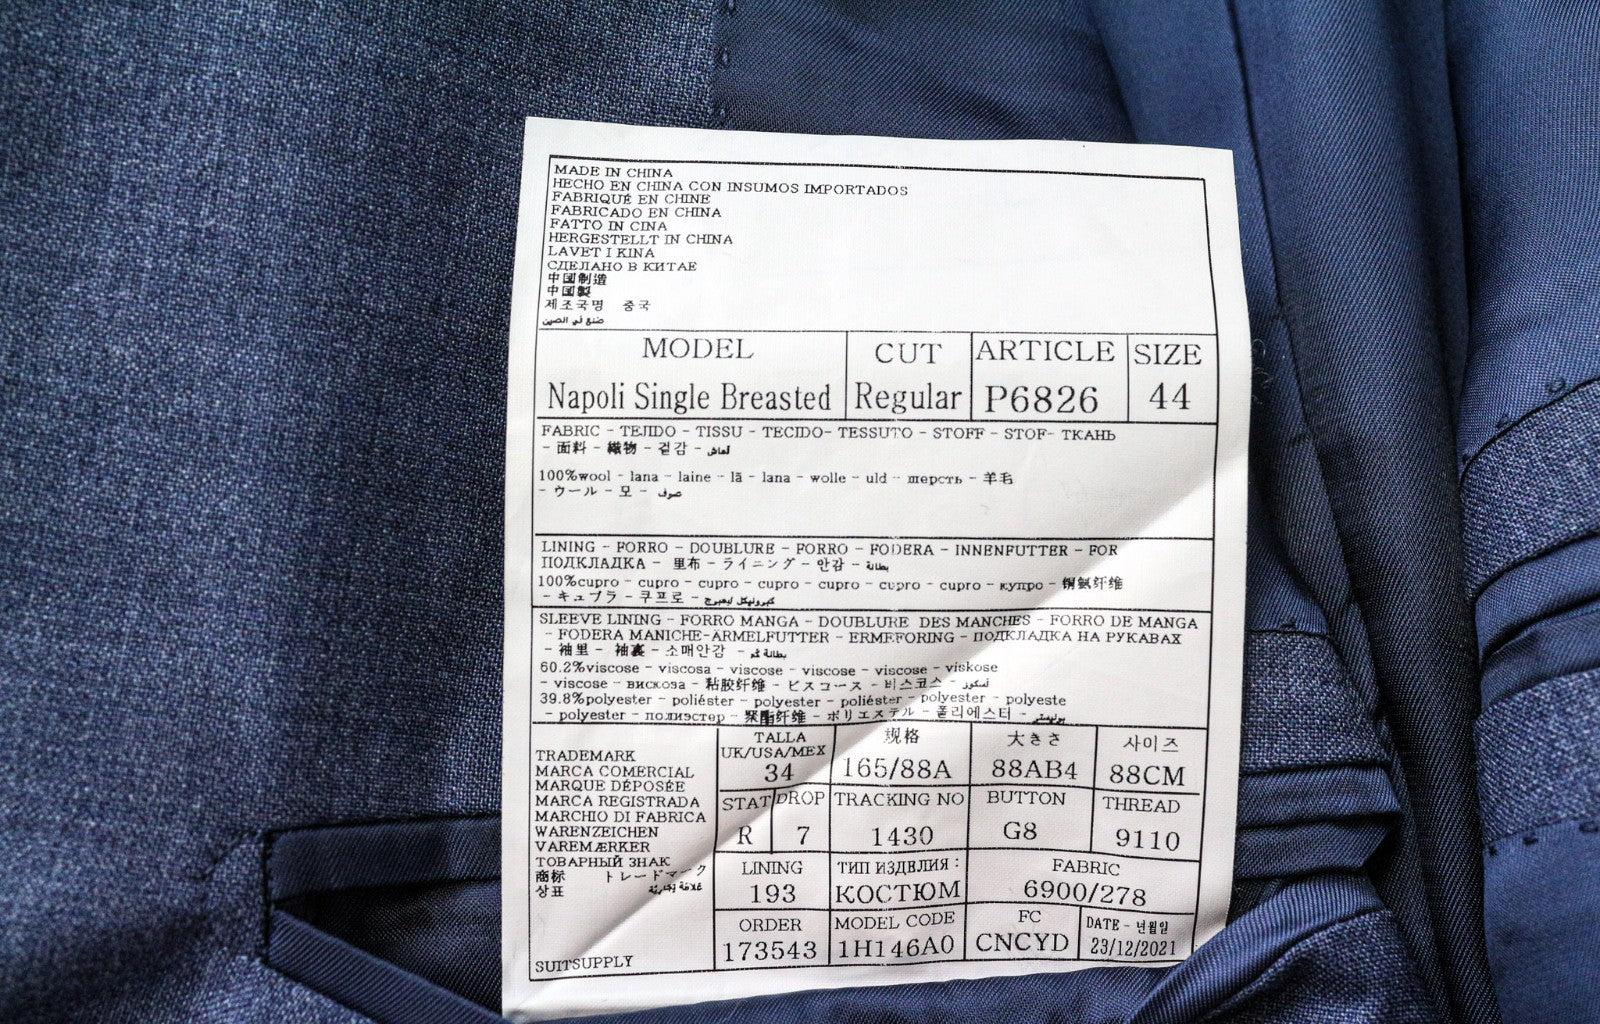 MADE IN CHINA
HECHO EN CHINA CON INSUMOS IMPORTADOS
FABRIQUÉ EN CHINE
FABRICADO EN CHINA
FATTO IN CINA
HERGESTELLT IN CHINA
LAVET I KINA
СДЕЛАНО В КИТАЕ
中国制造
中国製
제조국명 중국
صنع في الصين
MODEL CUT ARTICLE SIZE
Napoli Single Breasted Regular P6826 44
FABRIC - TEJIDO - TISSU - TECIDO- TESSUTO - STOFF - STOF- ТКАНЬ
- 面料 - 織物 - 겉감 - لماش
100%wool - lana - laine - lã - lana - wolle - uld - шерсть - 羊毛
- ウール - 모 - صوف
LINING - FORRO - DOUBLURE - FORRO - FODERA - INNENFUTTER - FOR
ПОДКЛАДКА - 里布 - ライニング - 안감 - بطانة
100%cupro - cupro - cupro - cupro - cupro - cupro - cupro - купро - 铜氨纤维
- キュプラ - 쿠프로 -
SLEEVE LINING - FORRO MANGA - DOUBLURE DES MANCHES - FORRO DE MANGA
- FODERA MANICHE-ARMELFUTTER - ERMEFORING - ПОДКЛАДКА НА РУКАВАХ
- 袖里 - 袖裏 - 소매안감 - بطانة كم
60.2%viscose - viscosa - viscose - viscose - viscose - viskose
- viscose - вискоза - 粘胶纤维 - ビスコース - 비스코스 -
39.8%polyester - poliéster - poliéster - polyester - polyeste
- polyester - полиэстер - 聚酯纤维 - ポリエステル - 폴리에스터 -
TRADEMARK
MARCA COMERCIAL
MARQUE DÉPOSÉE
MARCA REGISTRADA
MARCHIO DI FABRICA
WARENZEICHEN
VAREMÆRKER
ТОВАРНЫЙ ЗНАК
商标 トレードマーク
상표 علامة تجارية
SUITSUPPLY
TALLA 规格 大きさ 사이즈
UK/USA/MEX
34 165/88A 88AB4 88CM
STAT DROP TRACKING NO BUTTON THREAD
R 7 1430 G8 9110
LINING ТИП ИЗДЕЛИЯ : FABRIC
193 КОСТЮМ 6900/278
ORDER MODEL CODE FC DATE - 년월일
173543 1H146A0 CNCYD 23/12/2021